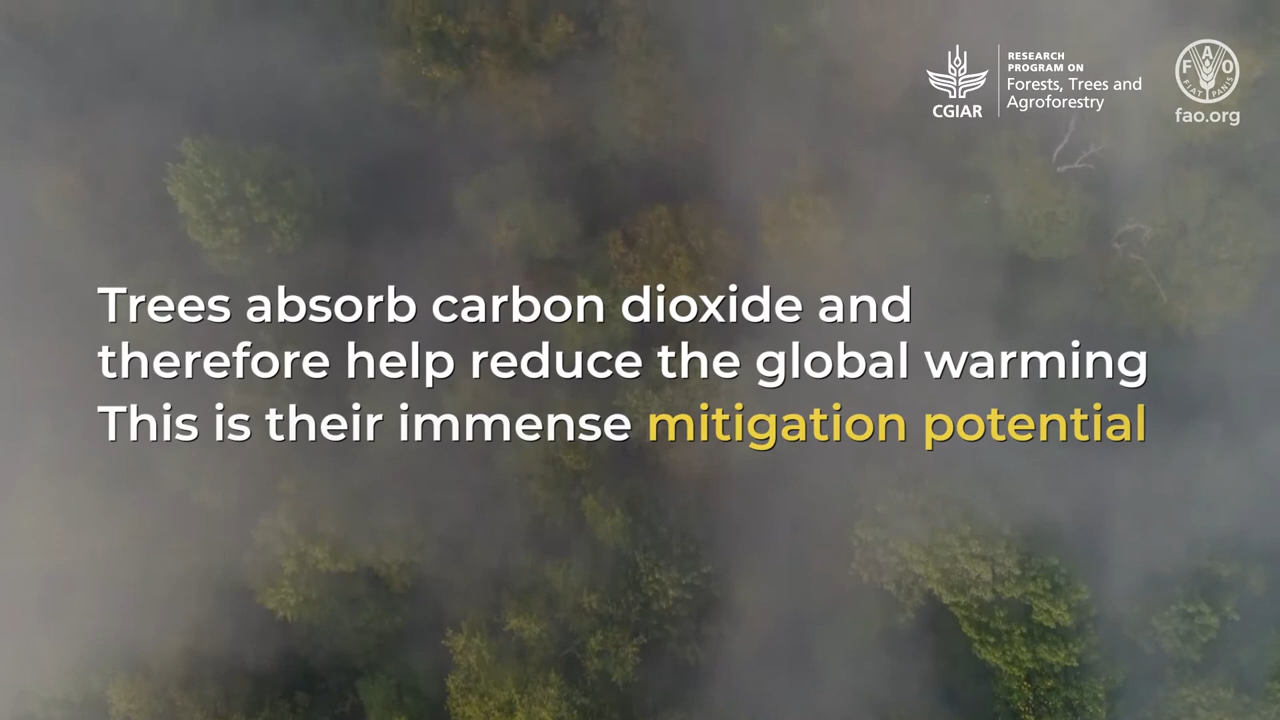 RESEARCH
PROGRAM ON
Forests, Trees and
Agroforestry
CGIAR
F A O
FIAT PANIS
fao.org
Trees absorb carbon dioxide and
therefore help reduce the global warming
This is their immense mitigation potential